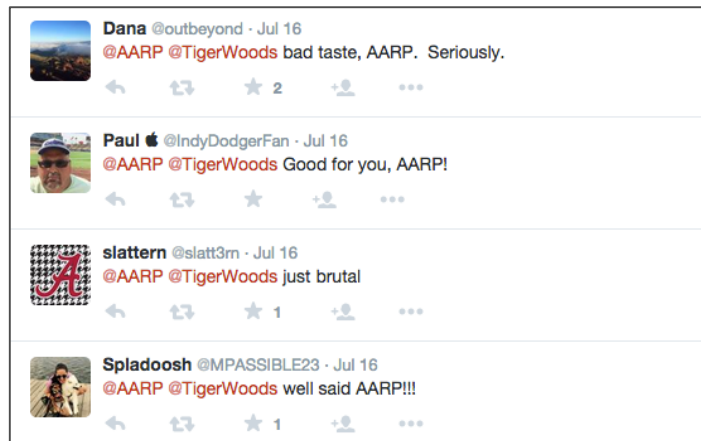 Dana @outbeyond · Jul 16
@AARP @TigerWoods bad taste, AARP.  Seriously.
2
Paul  @IndyDodgerFan · Jul 16
@AARP @TigerWoods Good for you, AARP!
slattern @slatt3rn · Jul 16
@AARP @TigerWoods just brutal
1
Spladoosh @MPASSIBLE23 · Jul 16
@AARP @TigerWoods well said AARP!!!
1